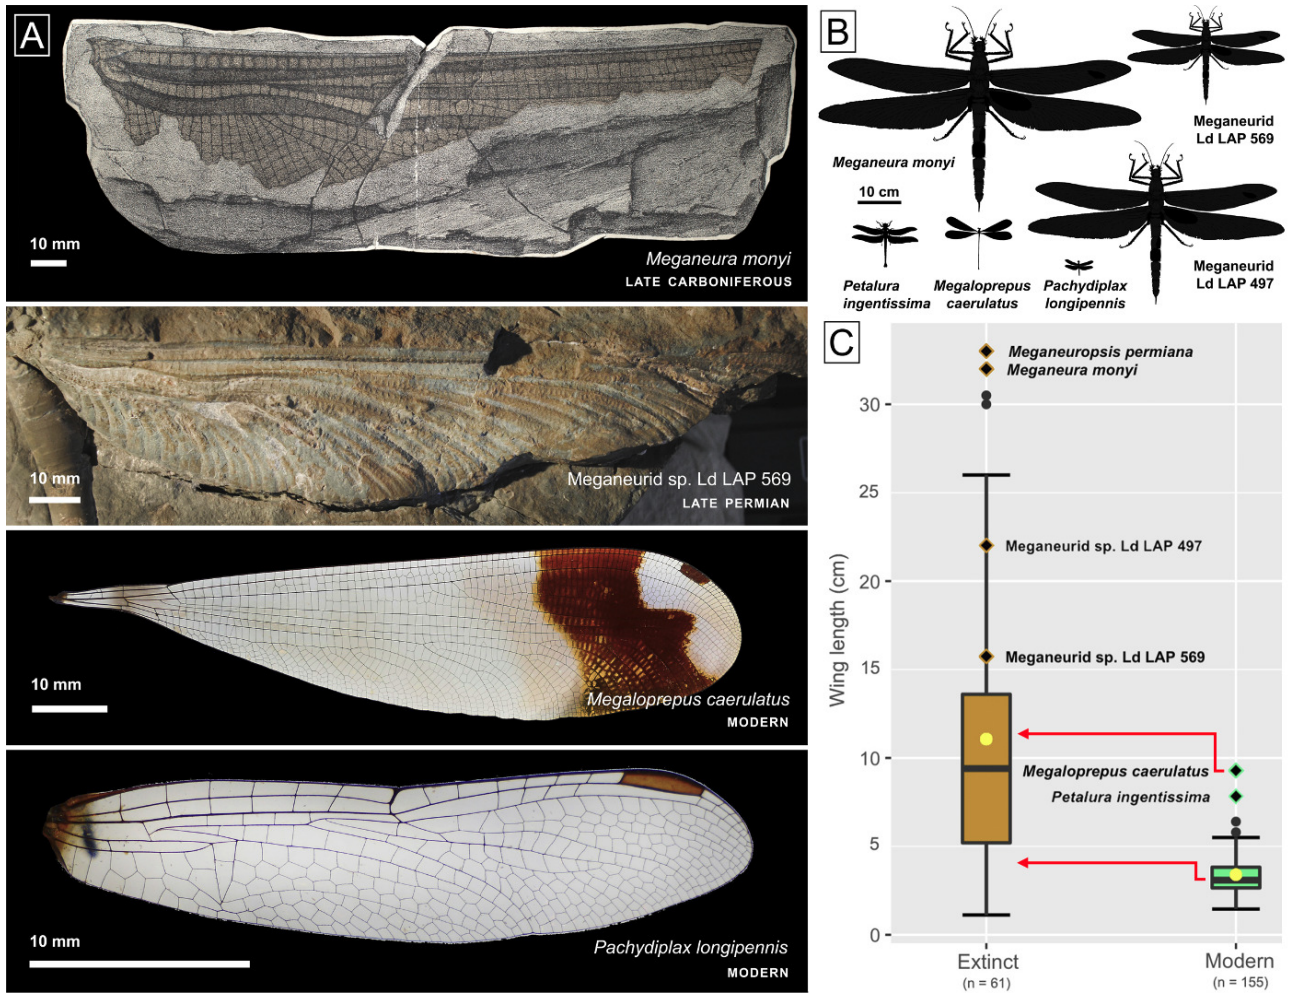 A
10 mm
Meganeura monyi
LATE CARBONIFEROUS
10 mm
Meganeurid sp. Ld LAP 569
LATE PERMIAN
10 mm
Megaloprepus caerulatus
MODERN
10 mm
Pachydiplax longipennis
MODERN
B
Meganeurid
Ld LAP 569
Meganeura monyi
10 cm
Meganeurid
Ld LAP 497
Petalura
ingentissima
Megaloprepus
caerulatus
Pachydiplax
longipennis
C
Meganeuropsis permiana
Meganeura monyi
30
25
Meganeurid sp. Ld LAP 497
20
Meganeurid sp. Ld LAP 569
15
10
Megaloprepus caerulatus
Petalura ingentissima
5
0
Wing length (cm)
Extinct
(n = 61)
Modern
(n = 155)